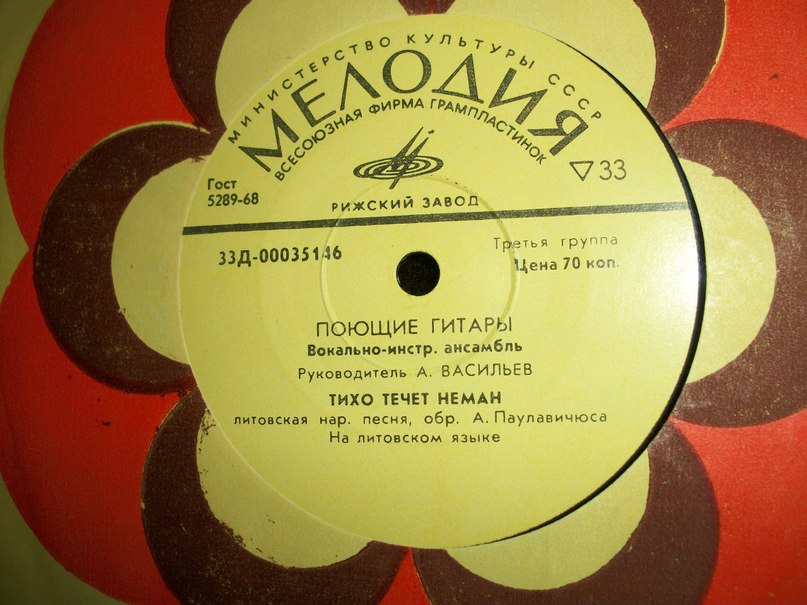 МИНИСТЕРСТВО КУЛЬТУРЫ СССР
МЕЛОДИЯ
ВСЕСОЮЗНАЯ ФИРМА ГРАМПЛАСТИНОК
33
Гост
5289-68
РИЖСКИЙ ЗАВОД
33Д-00035146
Третья группа
Цена 70 коп.
ПОЮЩИЕ ГИТАРЫ
Вокально-инстр. ансамбль
Руководитель А. ВАСИЛЬЕВ
ТИХО ТЕЧЕТ НЕМАН
литовская нар. песня, обр. А. Паулавичюса
На литовском языке